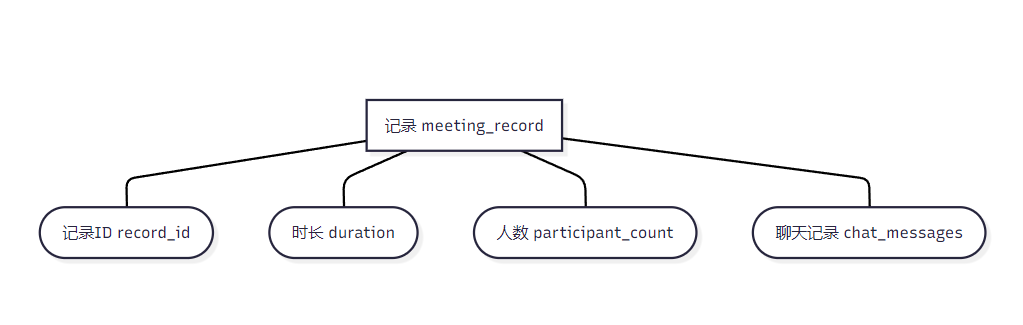 记录 meeting_record
记录ID record_id
时长 duration
人数 participant_count
聊天记录 chat_messages